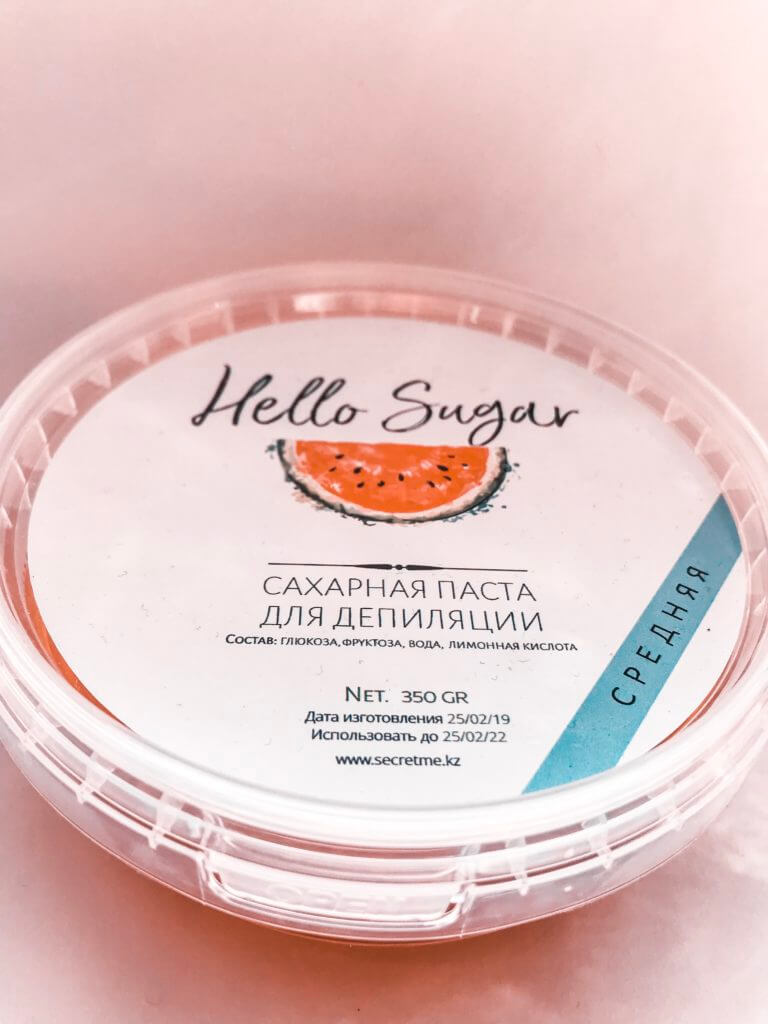 Hello Sugar
САХАРНАЯ ПАСТА
ДЛЯ ДЕПИЛЯЦИИ
СОСТАВ: ГЛЮКОЗА, ФРУКТОЗА, ВОДА, ЛИМОННАЯ КИСЛОТА
СРЕДНЯЯ
NET. 350 GR
Дата изготовления 25/02/19
Использовать до 25/02/22
www.secretme.kz